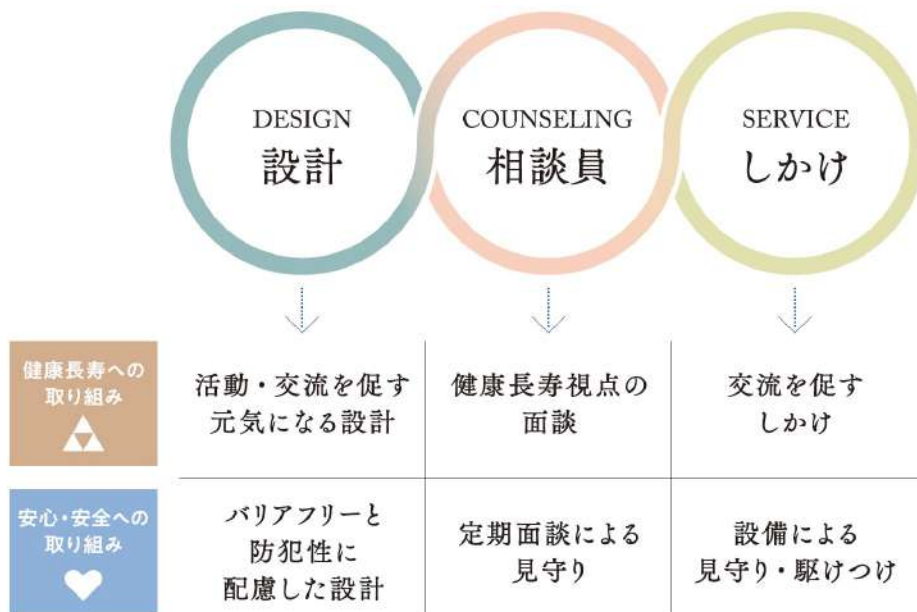 DESIGN
設計
COUNSELING
相談員
SERVICE
しかけ
健康長寿への
取り組み
活動・交流を促す
元気になる設計
健康長寿視点の
面談
交流を促す
しかけ
安心・安全への
取り組み
バリアフリーと
防犯性に
配慮した設計
定期面談による
見守り
設備による
見守り・駆けつけ